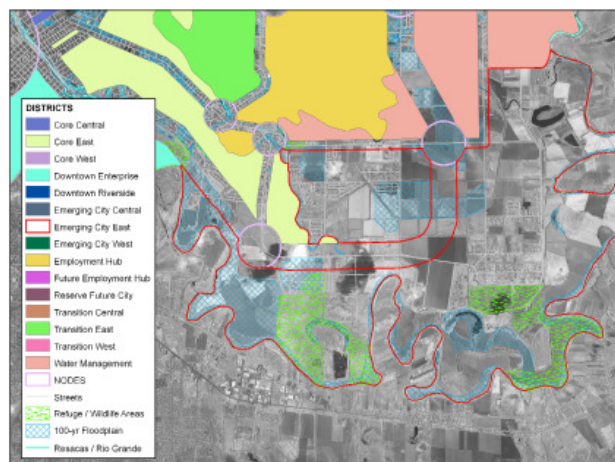 DISTRICTS
Core Central
Core East
Core West
Downtown Enterprise
Downtown Riverside
Emerging City Central
Emerging City East
Emerging City West
Employment Hub
Future Employment Hub
Reserve Future City
Transition Central
Transition East
Transition West
Water Management
NODES
Streets
Refuge / Wildlife Areas
100-yr Floodplain
Resacas / Rio Grande